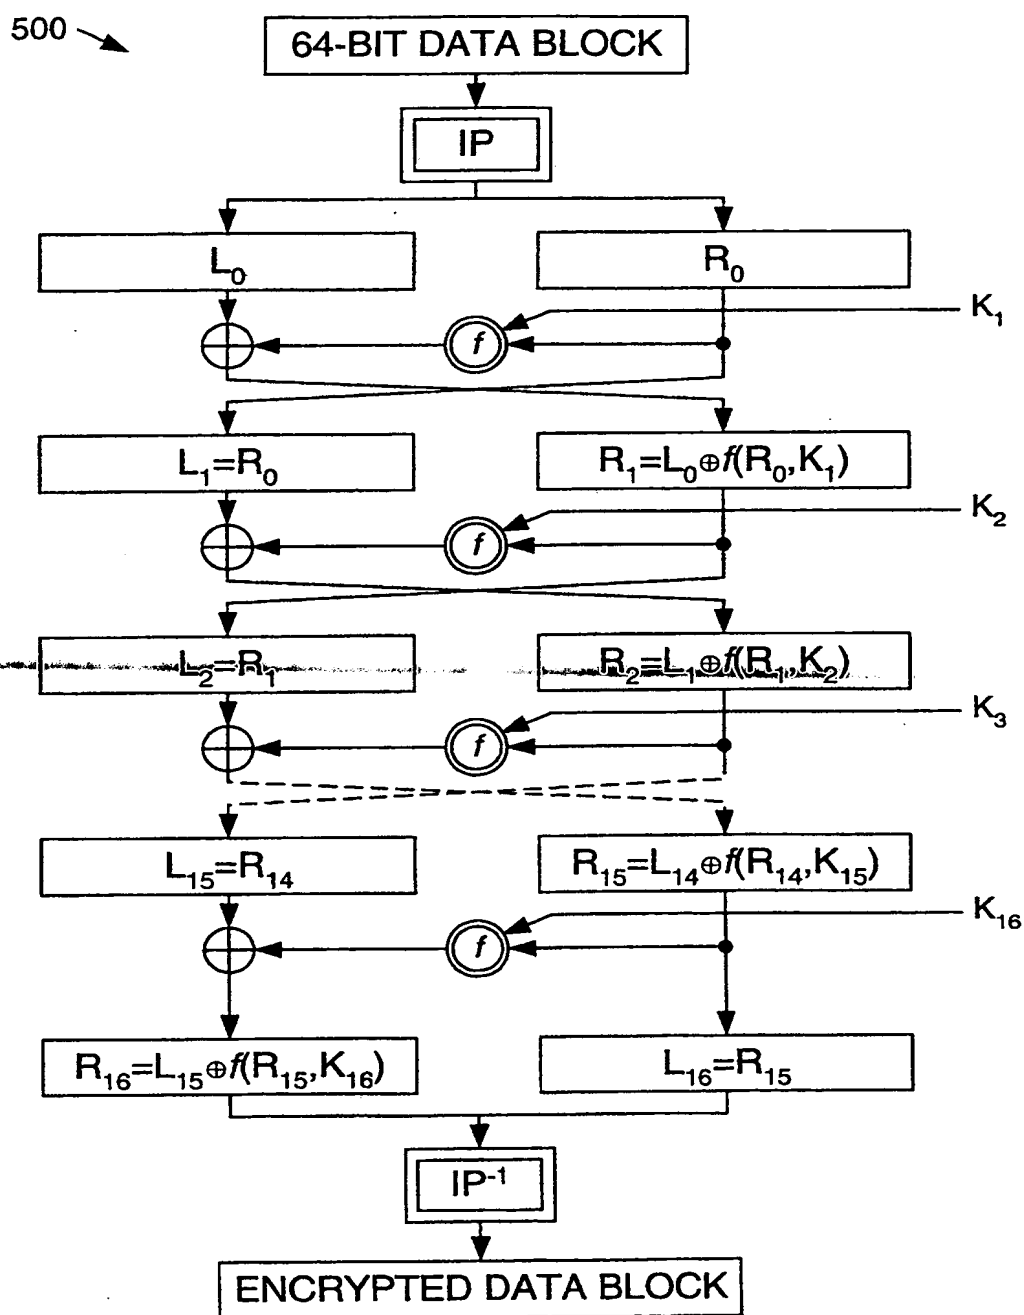 500
64-BIT DATA BLOCK
IP
L₀
R₀
K₁
f
L₁=R₀
R₁=L₀⊕f(R₀,K₁)
K₂
f
L₂=R₁
R₂=L₁⊕f(R₁,K₂)
K₃
f
L₁₅=R₁₄
R₁₅=L₁₄⊕f(R₁₄,K₁₅)
K₁₆
f
R₁₆=L₁₅⊕f(R₁₅,K₁₆)
L₁₆=R₁₅
IP⁻¹
ENCRYPTED DATA BLOCK